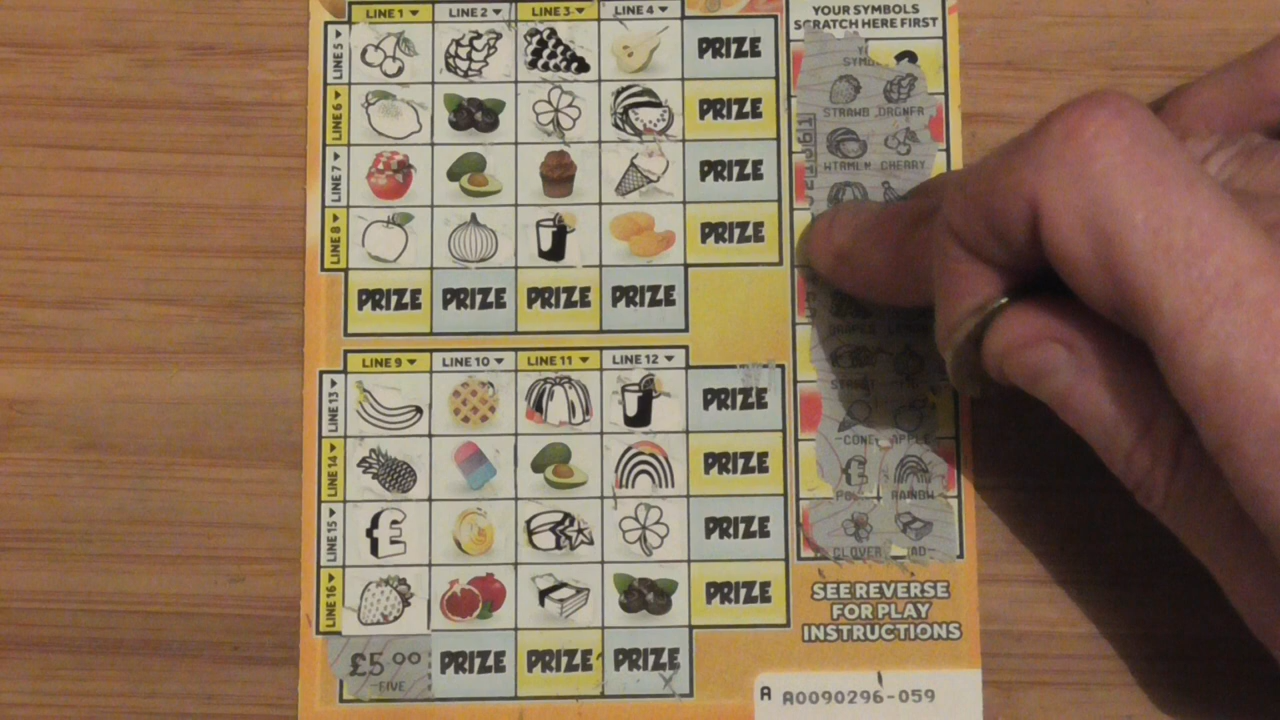 LINE 1 LINE 2 LINE 3 LINE 4
LINE 5 PRIZE
LINE 6 PRIZE
LINE 7 PRIZE
LINE 8 PRIZE
PRIZE PRIZE PRIZE PRIZE
LINE 9 LINE 10 LINE 11 LINE 12
LINE 13 PRIZE
LINE 14 PRIZE
LINE 15 £ PRIZE
LINE 16 PRIZE
£5.00 PRIZE PRIZE PRIZE
FIVE
YOUR SYMBOLS
SCRATCH HERE FIRST
STRAWB DRGNFR
WTRMLN CHERRY
CONE APPLE
£
RAINBW
CLOVER
SEE REVERSE
FOR PLAY
INSTRUCTIONS
A A0090296-059